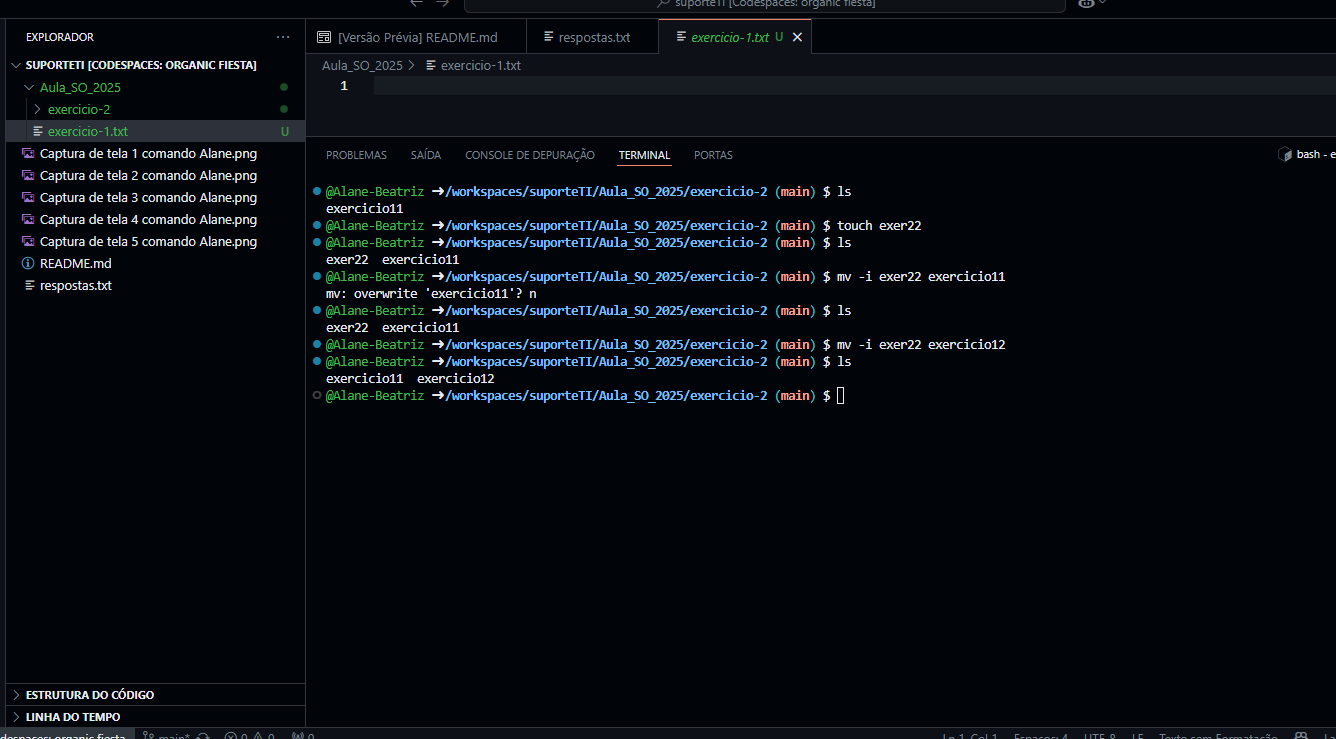 suporteTI [Codespaces: organic fiesta]
EXPLORADOR
SUPORTETI [CODESPACES: ORGANIC FIESTA]
Aula_SO_2025
exercicio-2
exercicio-1.txt U
Captura de tela 1 comando Alane.png
Captura de tela 2 comando Alane.png
Captura de tela 3 comando Alane.png
Captura de tela 4 comando Alane.png
Captura de tela 5 comando Alane.png
README.md
respostas.txt
ESTRUTURA DO CÓDIGO
LINHA DO TEMPO
[Versão Prévia] README.md respostas.txt exercicio-1.txt U
Aula_SO_2025 > exercicio-1.txt
1
PROBLEMAS SAÍDA CONSOLE DE DEPURAÇÃO TERMINAL PORTAS
bash - e
@Alane-Beatriz ➜/workspaces/suporteTI/Aula_SO_2025/exercicio-2 (main) $ ls
exercicio11
@Alane-Beatriz ➜/workspaces/suporteTI/Aula_SO_2025/exercicio-2 (main) $ touch exer22
@Alane-Beatriz ➜/workspaces/suporteTI/Aula_SO_2025/exercicio-2 (main) $ ls
exer22  exercicio11
@Alane-Beatriz ➜/workspaces/suporteTI/Aula_SO_2025/exercicio-2 (main) $ mv -i exer22 exercicio11
mv: overwrite 'exercicio11'? n
@Alane-Beatriz ➜/workspaces/suporteTI/Aula_SO_2025/exercicio-2 (main) $ ls
exer22  exercicio11
@Alane-Beatriz ➜/workspaces/suporteTI/Aula_SO_2025/exercicio-2 (main) $ mv -i exer22 exercicio12
@Alane-Beatriz ➜/workspaces/suporteTI/Aula_SO_2025/exercicio-2 (main) $ ls
exercicio11  exercicio12
@Alane-Beatriz ➜/workspaces/suporteTI/Aula_SO_2025/exercicio-2 (main) $
despaces: organic fiesta main* 0 0 0 Ln 1, Col 1 Espaços: 4 UTF-8 LF Texto sem Formatação